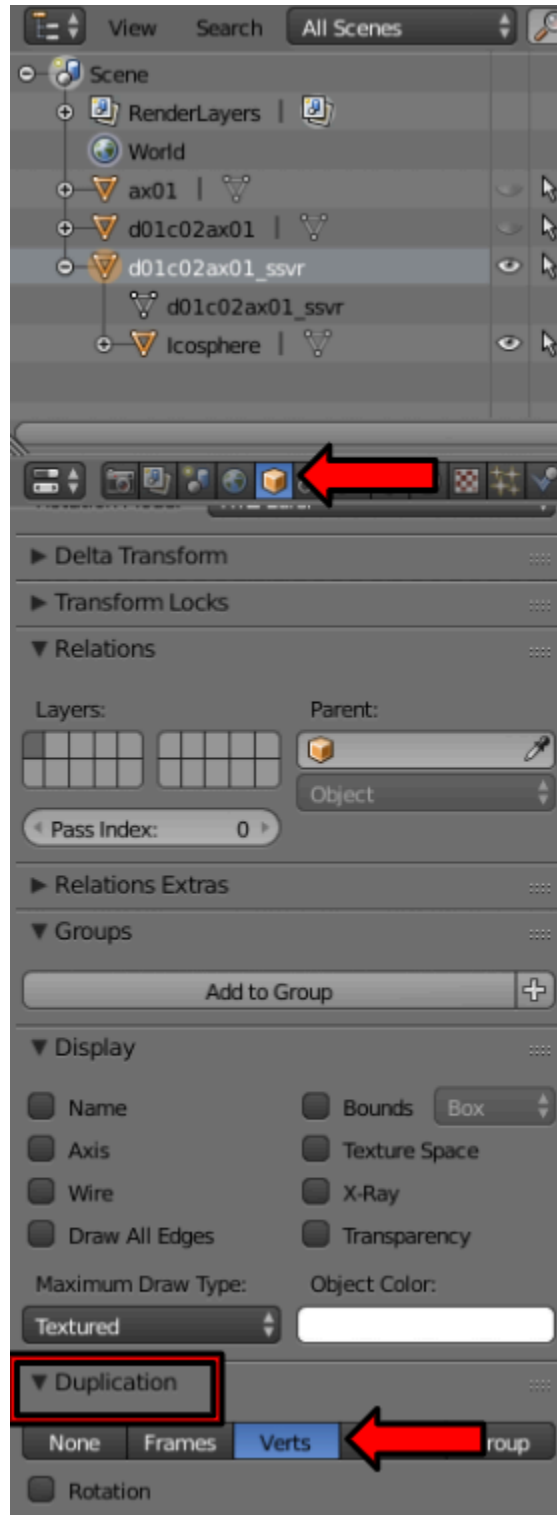 View Search All Scenes
Scene
RenderLayers |
World
ax01 |
d01c02ax01 |
d01c02ax01_ssvr
d01c02ax01_ssvr
Icosphere |
Delta Transform
Transform Locks
Relations
Layers: Parent:
Object
Pass Index: 0
Relations Extras
Groups
Add to Group
Display
Name Bounds Box
Axis Texture Space
Wire X-Ray
Draw All Edges Transparency
Maximum Draw Type: Object Color:
Textured
Duplication
None Frames Verts roup
Rotation